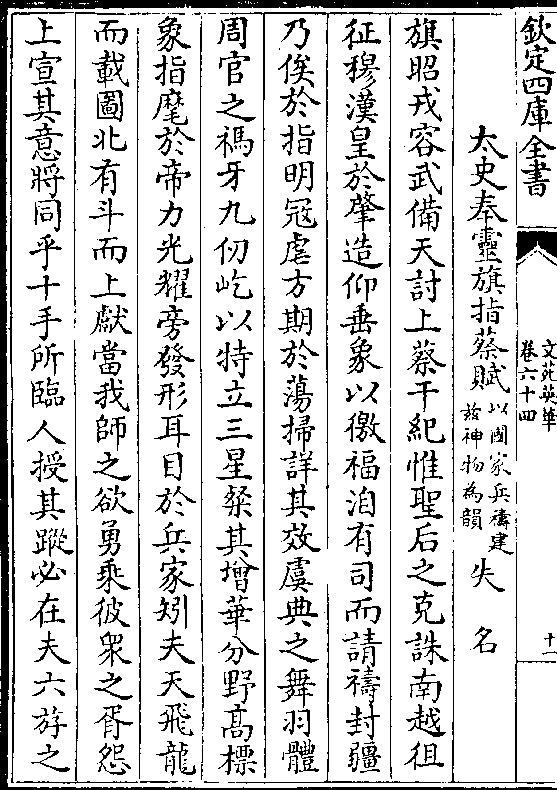 欽定四庫全書
文苑英華
卷六十四
十一
太史奉靈旗指蔡賦以國家兵禱建茲神物為韻 失名
旗昭戎容武備天討上蔡干紀惟聖后之克誅南越徂
征穆漢皇於肇造仰垂象以徼福洎有司而請禱封疆
乃俟於指明冦虐方期於蕩掃詳其效虞典之舞羽體
周官之禡牙九仞屹以特立三星粲其增華分野高標
象指麾於帝力光耀旁發形耳目於兵家矧夫天飛龍
而載圖北有斗而上獻當我師之欲勇乘彼衆之胥怨
上宣其意將同乎十手所臨人授其蹤必在夫六斿之